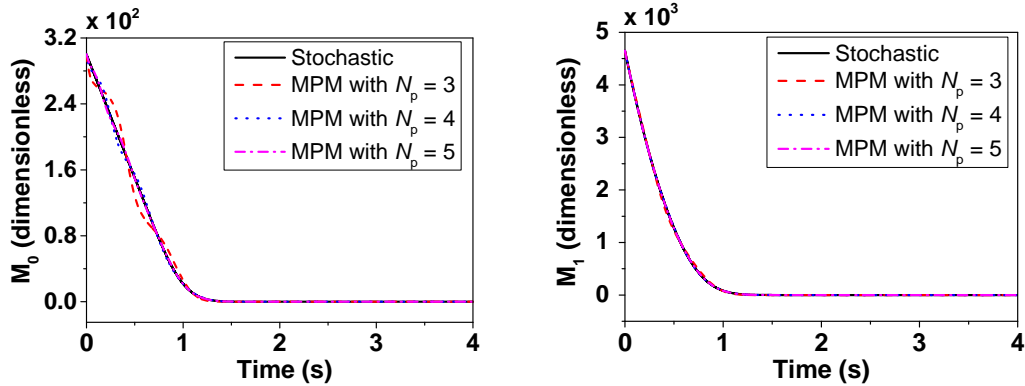 x 10²
3.2
2.4
1.6
0.8
0.0
M₀ (dimensionless)
Stochastic
MPM with Nₚ = 3
MPM with Nₚ = 4
MPM with Nₚ = 5
0 1 2 3 4
Time (s)
x 10³
5
4
3
2
1
0
M₁ (dimensionless)
Stochastic
MPM with Nₚ = 3
MPM with Nₚ = 4
MPM with Nₚ = 5
0 1 2 3 4
Time (s)